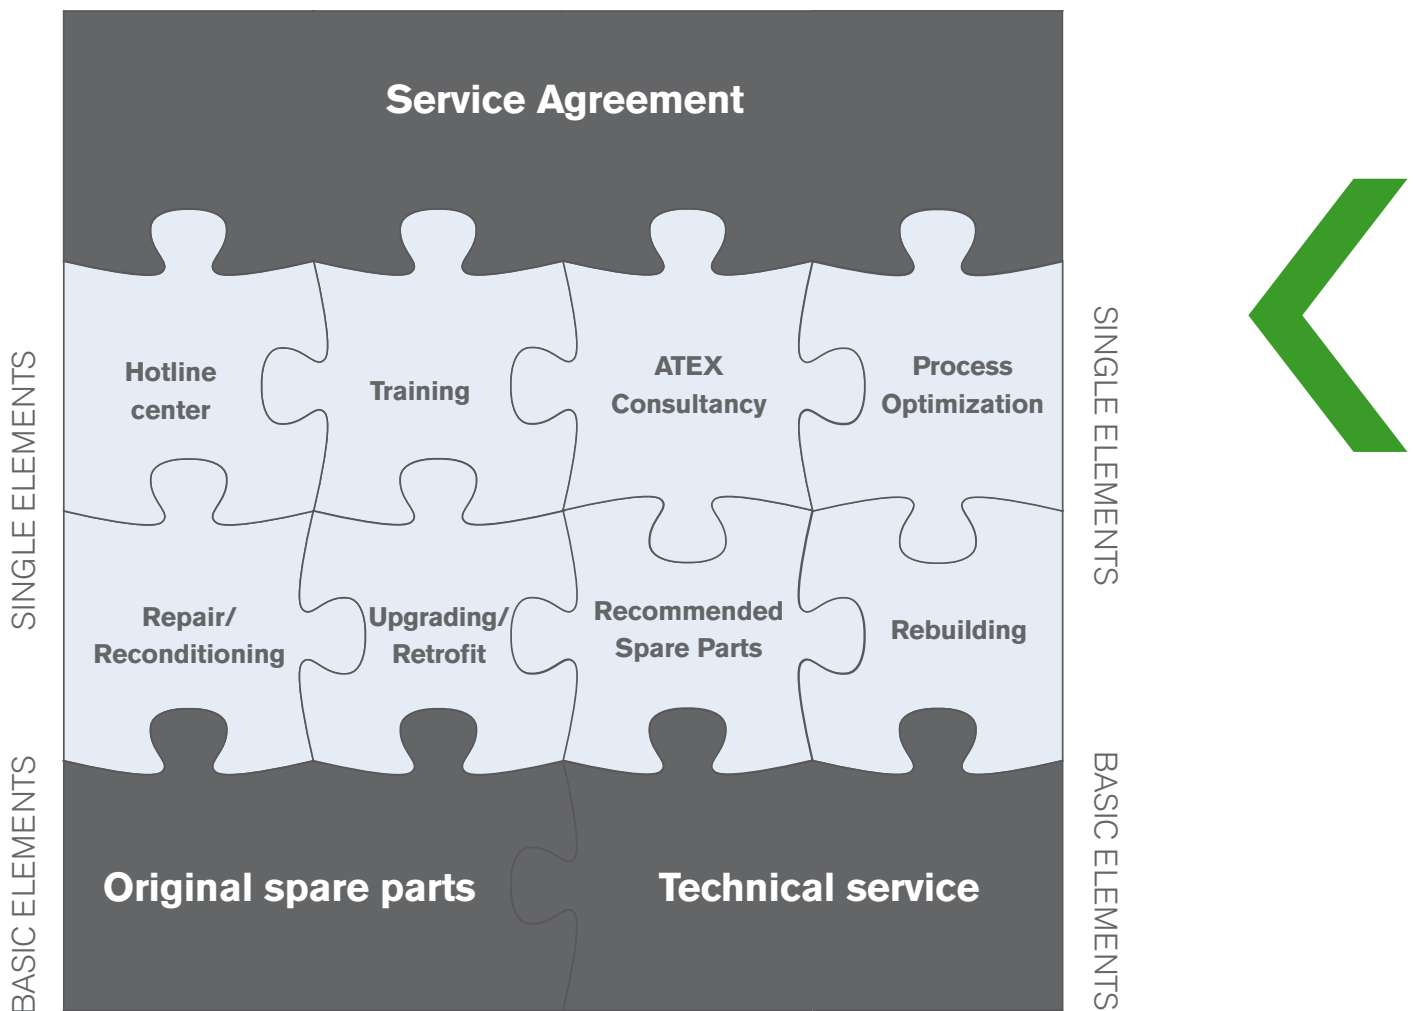 Service Agreement
Hotline
center
Training
ATEX
Consultancy
Process
Optimization
Repair/
Reconditioning
Upgrading/
Retrofit
Recommended
Spare Parts
Rebuilding
Original spare parts
Technical service
SINGLE ELEMENTS
BASIC ELEMENTS
SINGLE ELEMENTS
BASIC ELEMENTS